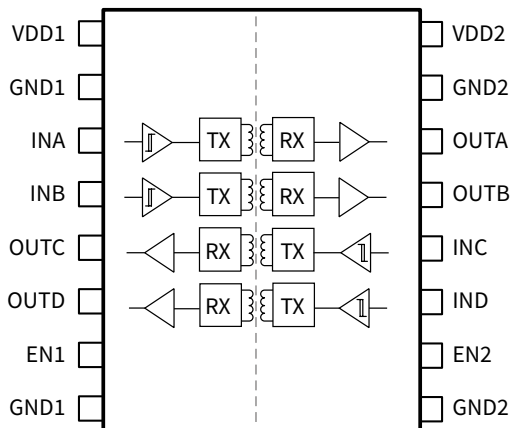 VDD1 VDD2
GND1 GND2
INA TX RX OUTA
INB TX RX OUTB
OUTC RX TX INC
OUTD RX TX IND
EN1 EN2
GND1 GND2